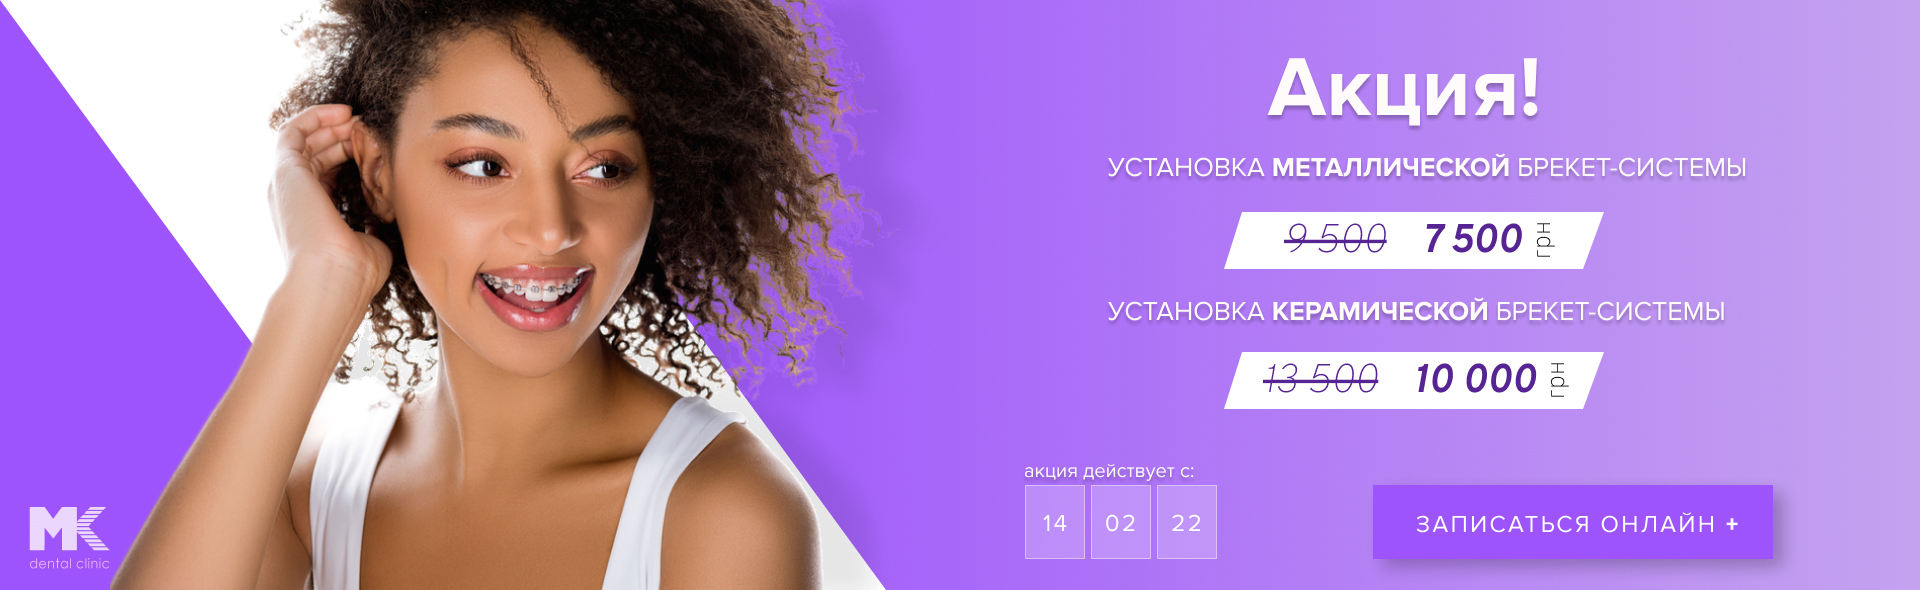 Акция!
УСТАНОВКА МЕТАЛЛИЧЕСКОЙ БРЕКЕТ-СИСТЕМЫ
9 500 7 500 грн
УСТАНОВКА КЕРАМИЧЕСКОЙ БРЕКЕТ-СИСТЕМЫ
13 500 10 000 грн
акция действует с:
14 02 22
ЗАПИСАТЬСЯ ОНЛАЙН +
MK
dental clinic